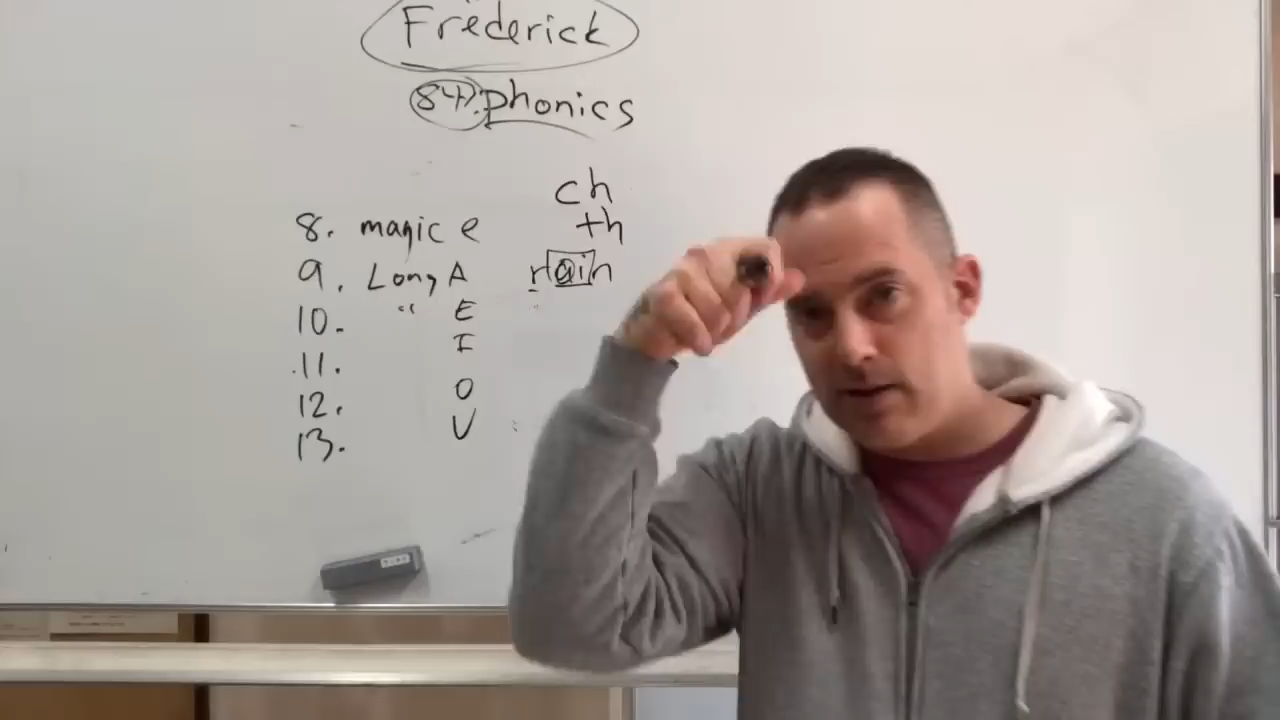 Frederick
84%phonics
ch
8. magic e th
9. Long A rain
10. " E
11. I
12. O
13. U